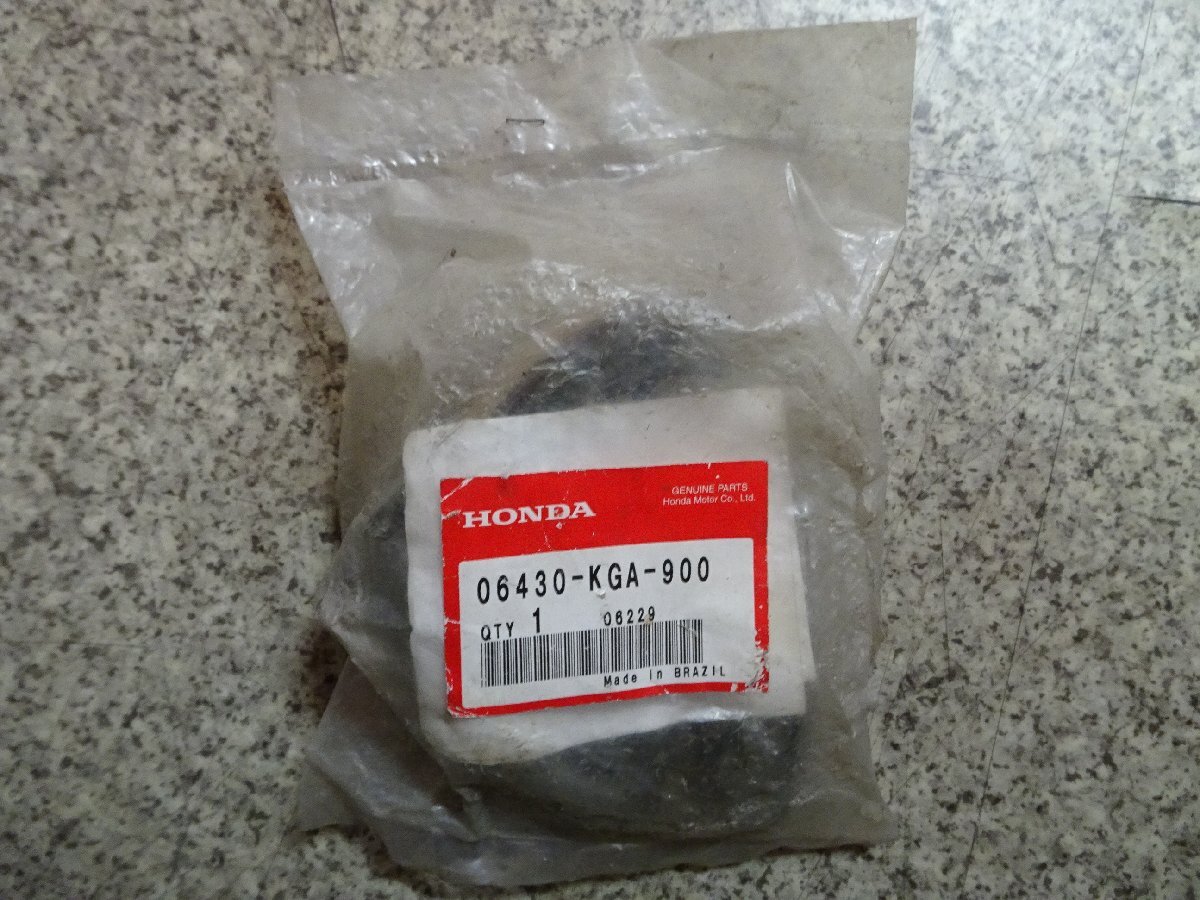 HONDA
GENUINE PARTS
Honda Motor Co., Ltd.
06430-KGA-900
QTY 1 06229
Made in BRAZIL